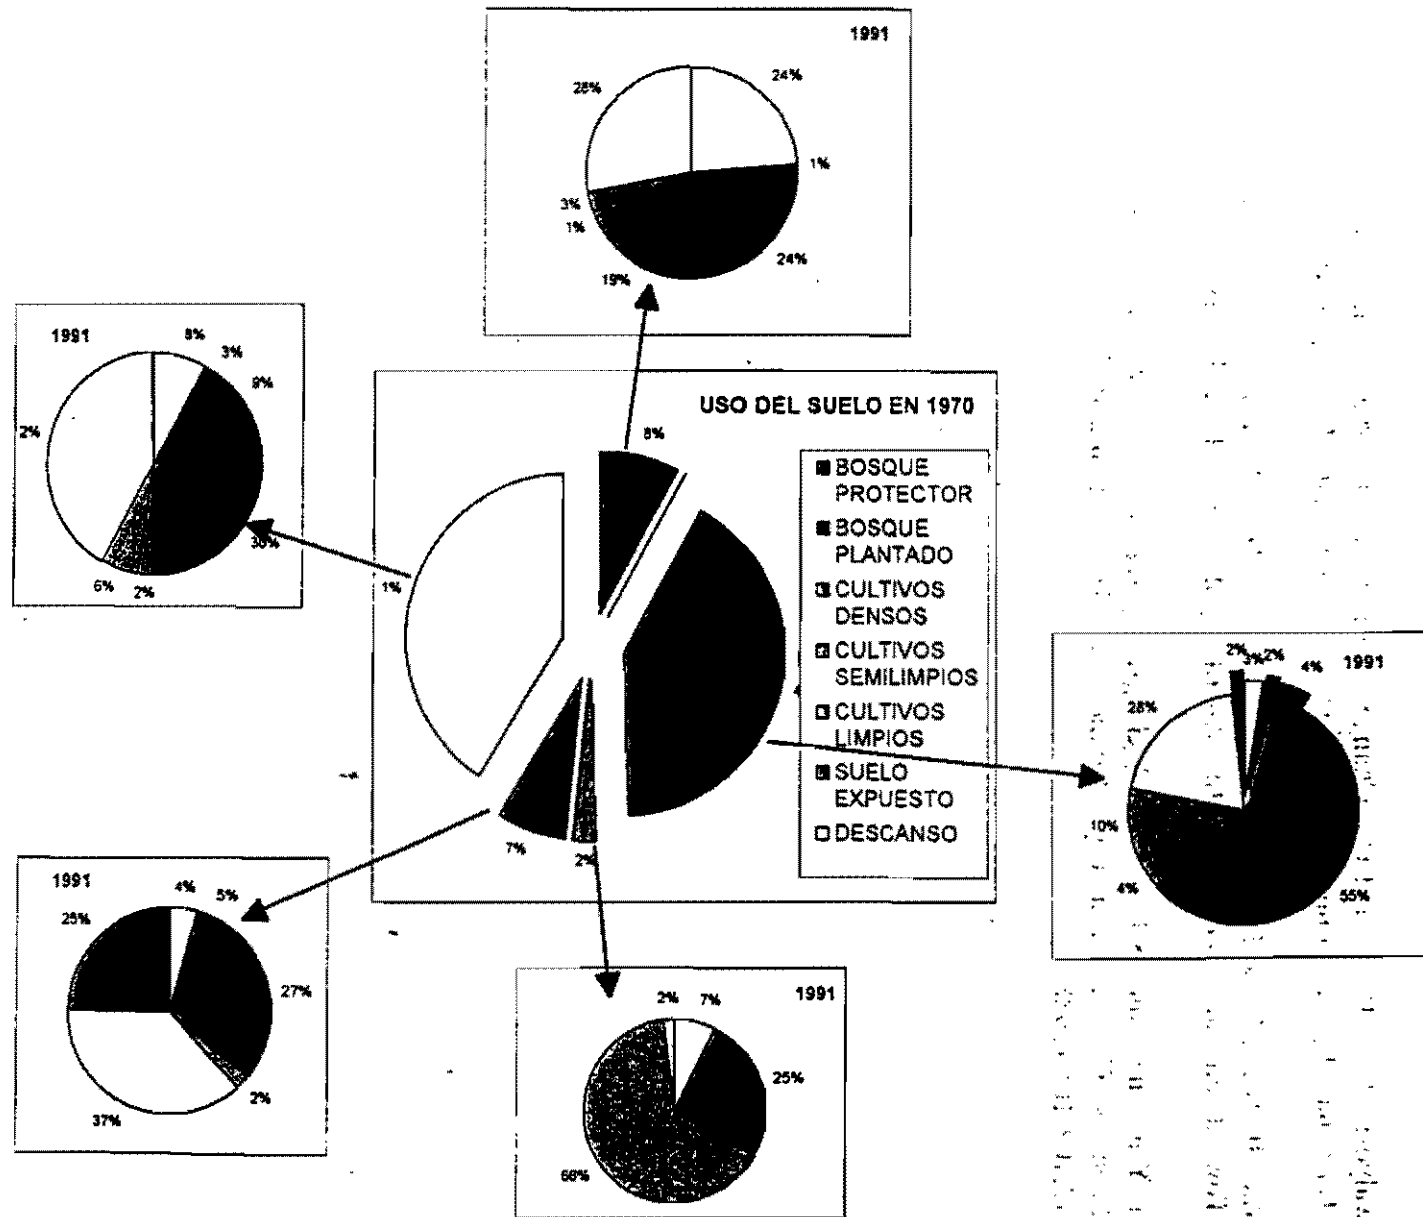 1991
28%
24%
1%
3%
1%
24%
19%
1991
8%
3%
9%
2%
6%
2%
USO DEL SUELO EN 1970
8%
1%
7%
2%
BOSQUE
PROTECTOR
BOSQUE
PLANTADO
CULTIVOS
DENSOS
CULTIVOS
SEMILIMPIOS
CULTIVOS
LIMPIOS
SUELO
EXPUESTO
DESCANSO
1991
2%
3%
2%
4%
28%
10%
4%
55%
1991
4%
5%
25%
27%
2%
37%
1991
2%
7%
25%
66%